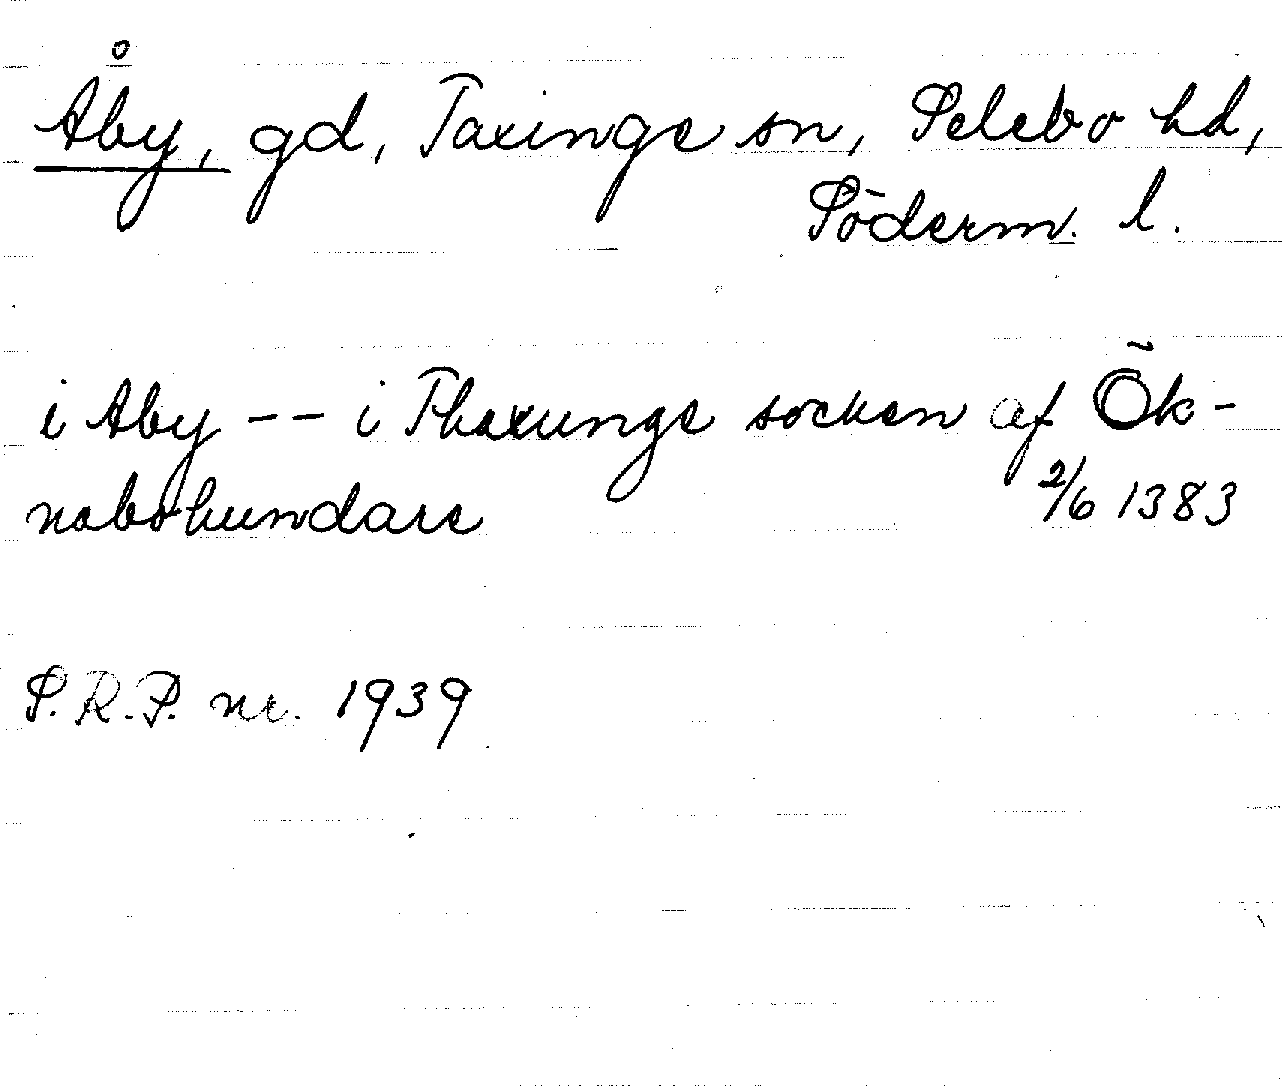 Åby, gd, Taxinge sn, Selebo hd,
Söderm. l.
i Aby -- i Thaxunge socken af Ök-
nabohundare 2/6 1383
S.R.P. nr. 1939